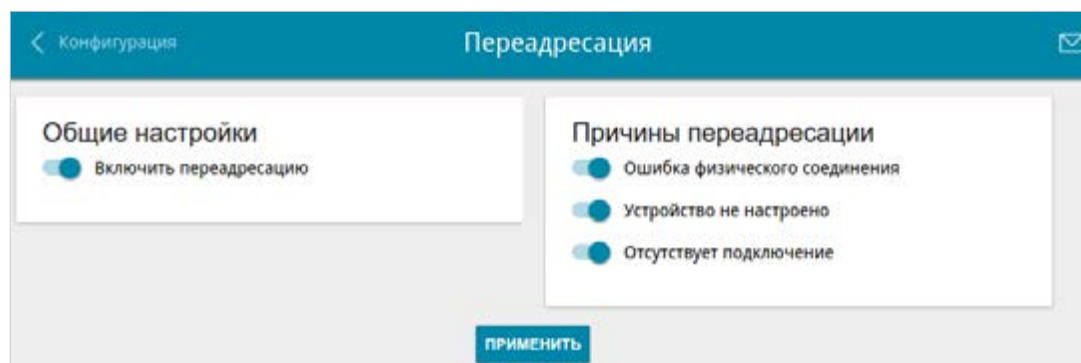 Конфигурация
Переадресация
Общие настройки
Включить переадресацию
Причины переадресации
Ошибка физического соединения
Устройство не настроено
Отсутствует подключение
ПРИМЕНИТЬ